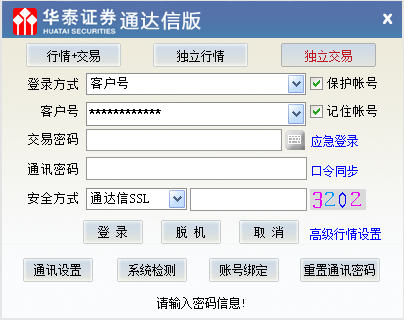 华泰证券 通达信版
HUATAI SECURITIES
行情+交易 独立行情 独立交易
登录方式 客户号 保护帐号
客户号 ************ 记住帐号
交易密码 应急登录
通讯密码 口令同步
安全方式 通达信SSL 3202
登 录 脱 机 取 消 高级行情设置
通讯设置 系统检测 账号绑定 重置通讯密码
请输入密码信息!